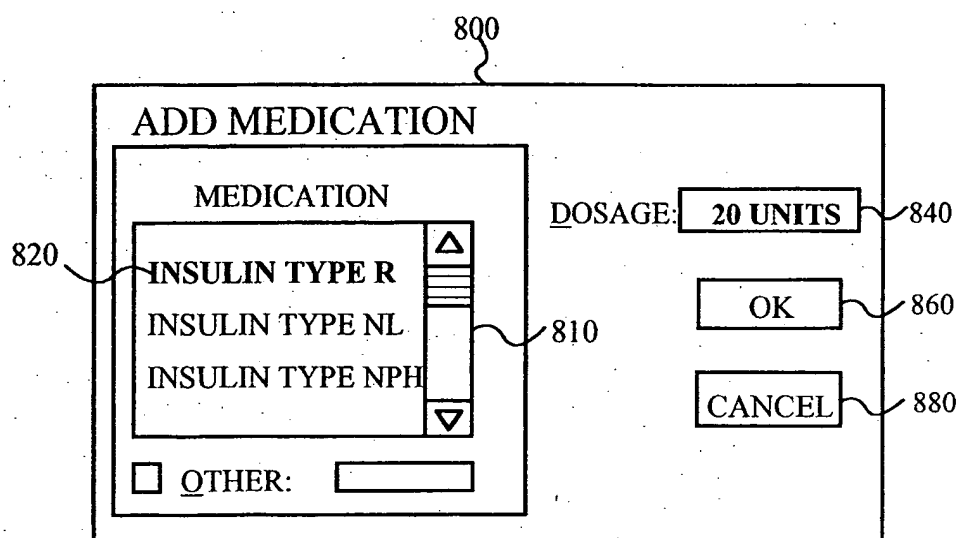 800
ADD MEDICATION
MEDICATION
DOSAGE: 20 UNITS 840
820 INSULIN TYPE R
INSULIN TYPE NL
INSULIN TYPE NPH
810
OK 860
CANCEL 880
OTHER: